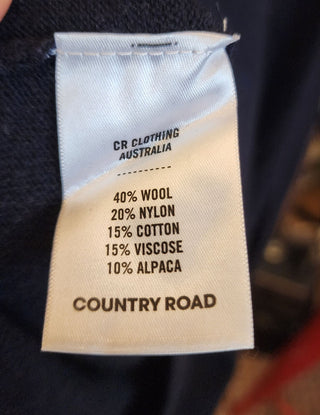 CR CLOTHING
AUSTRALIA
40% WOOL
20% NYLON
15% COTTON
15% VISCOSE
10% ALPACA
COUNTRY ROAD